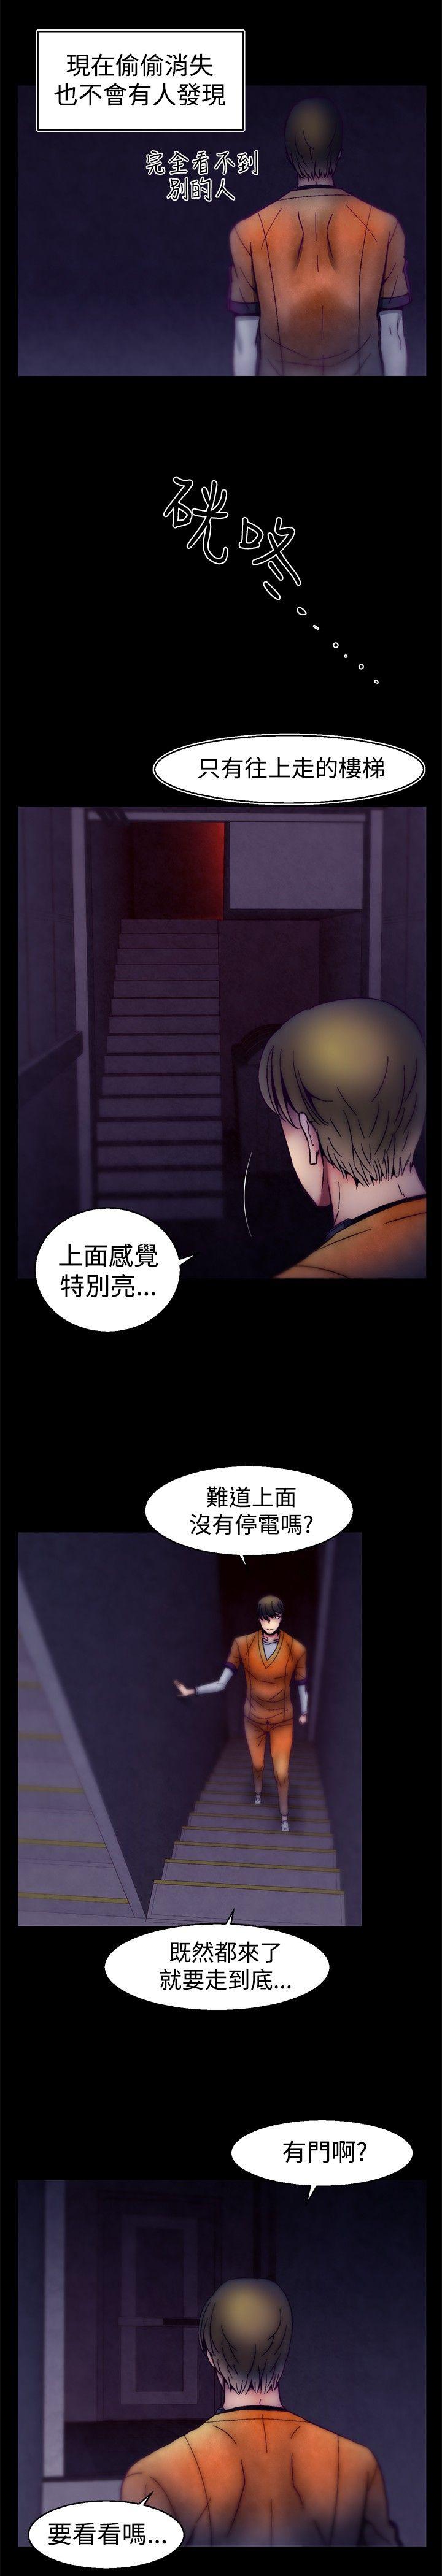 現在偷偷消失
也不會有人發現
完全看不到
別的人
硄咚
只有往上走的樓梯
上面感覺
特別亮...
難道上面
沒有停電嗎?
既然都來了
就要走到底...
有門啊?
要看看嗎...